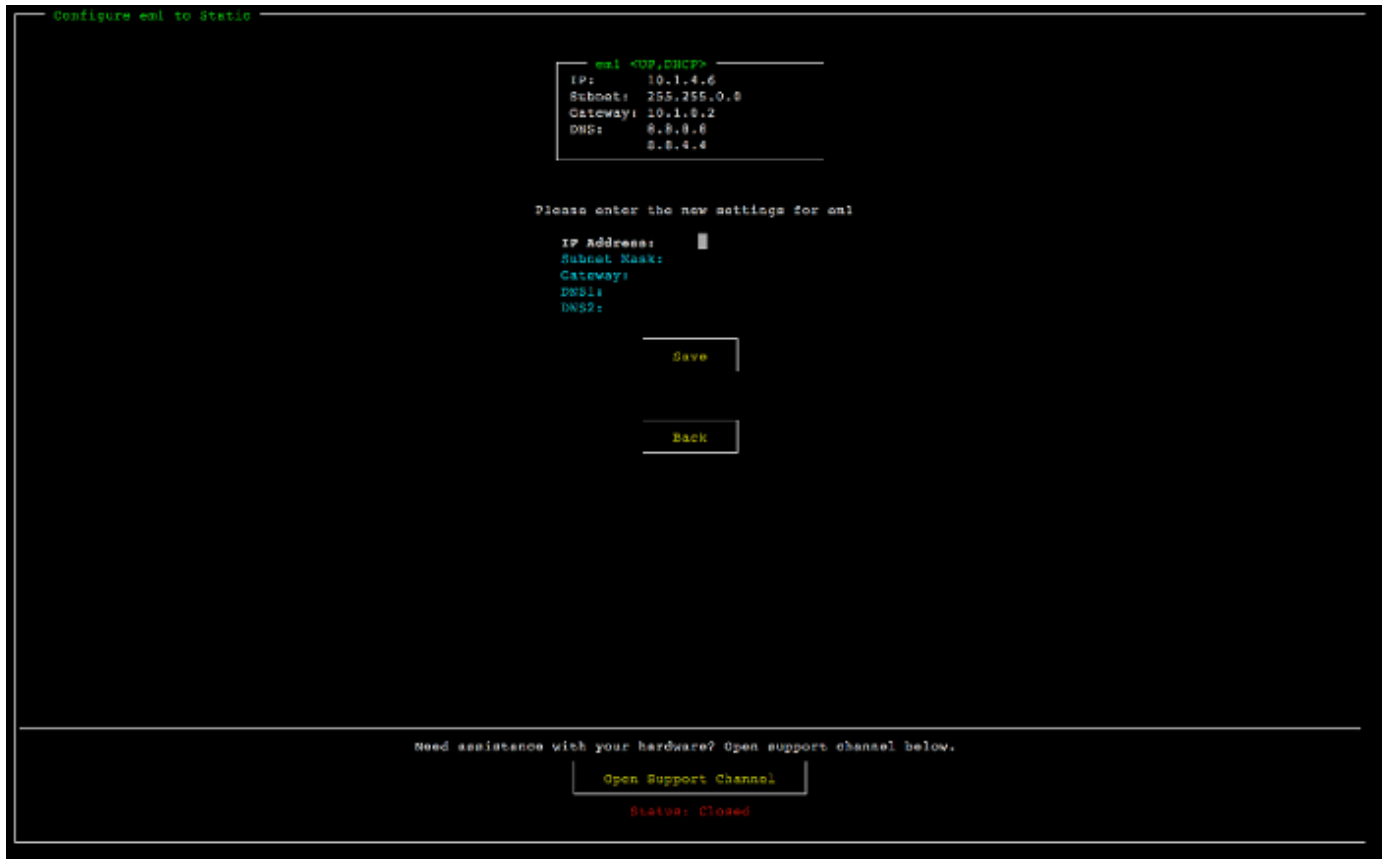 Configure em1 to Static
em1 <UP,DHCP>
IP: 10.1.4.6
Subnet: 255.255.0.0
Gateway: 10.1.0.2
DNS: 8.8.8.8
8.8.4.4
Please enter the new settings for em1
IP Address:
Subnet Mask:
Gateway:
DNS1:
DNS2:
Save
Back
Need assistance with your hardware? Open support channel below.
Open Support Channel
Status: Closed